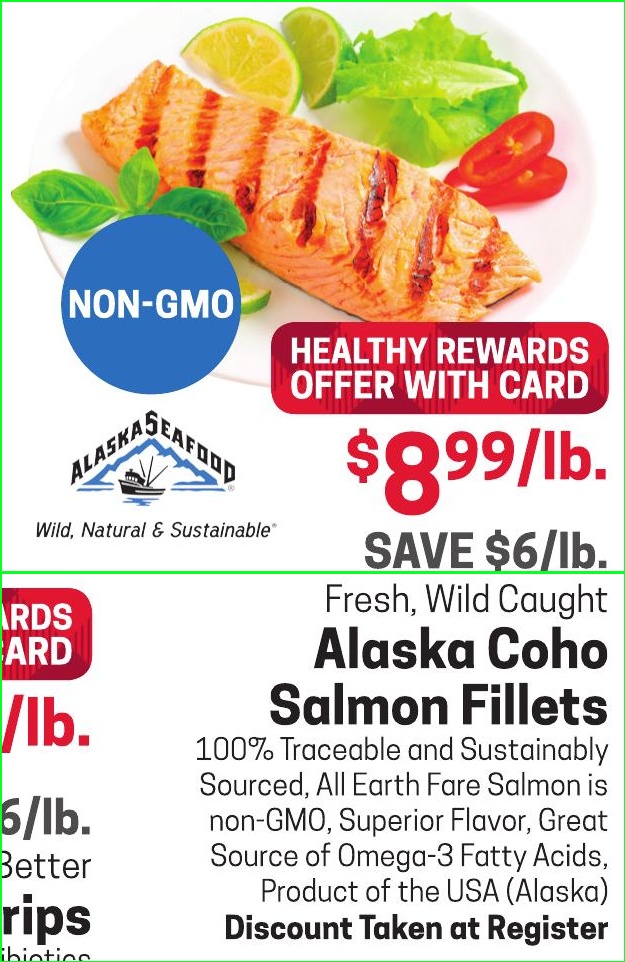 NON-GMO
HEALTHY REWARDS
OFFER WITH CARD
ALASKA SEAFOOD
®
Wild, Natural & Sustainable®
$8.99/lb.
SAVE $6/lb.
Fresh, Wild Caught
Alaska Coho
Salmon Fillets
100% Traceable and Sustainably
Sourced, All Earth Fare Salmon is
non-GMO, Superior Flavor, Great
Source of Omega-3 Fatty Acids,
Product of the USA (Alaska)
Discount Taken at Register
ARDS
CARD
/lb.
6/lb.
Better
rips
ibiotics